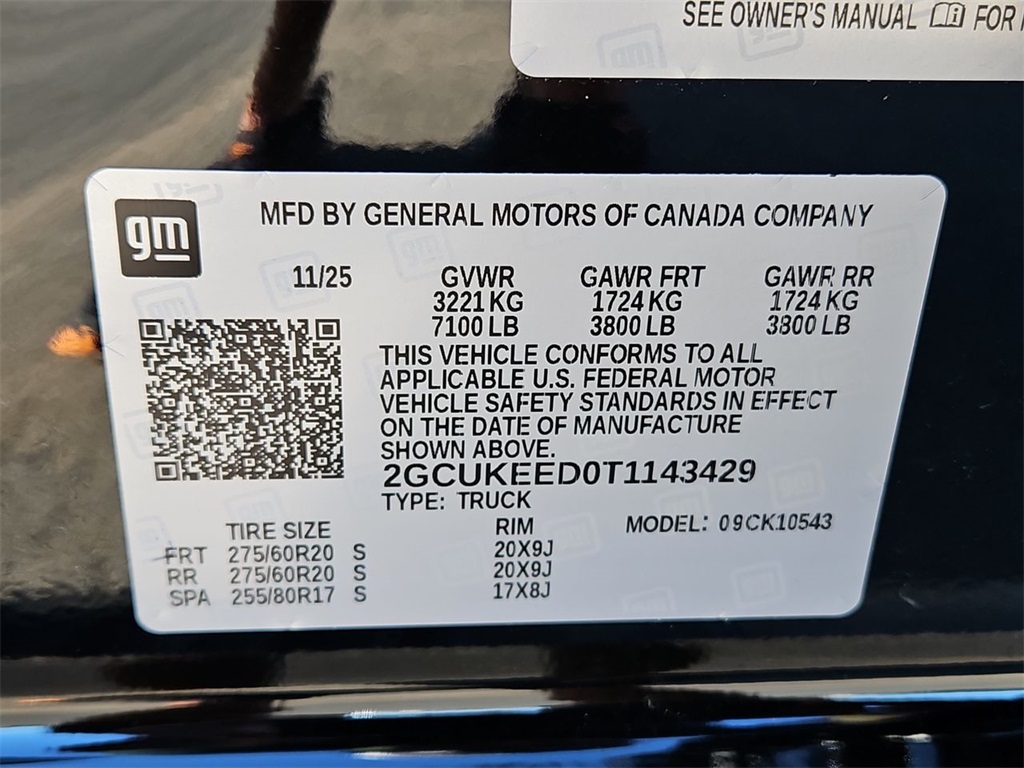 SEE OWNER'S MANUAL FOR
gm
MFD BY GENERAL MOTORS OF CANADA COMPANY
11/25 GVWR GAWR FRT GAWR RR
3221 KG 1724 KG 1724 KG
7100 LB 3800 LB 3800 LB
THIS VEHICLE CONFORMS TO ALL
APPLICABLE U.S. FEDERAL MOTOR
VEHICLE SAFETY STANDARDS IN EFFECT
ON THE DATE OF MANUFACTURE
SHOWN ABOVE.
2GCUKEED0T1143429
TYPE: TRUCK
TIRE SIZE RIM MODEL: 09CK10543
FRT 275/60R20 S 20X9J
RR 275/60R20 S 20X9J
SPA 255/80R17 S 17X8J